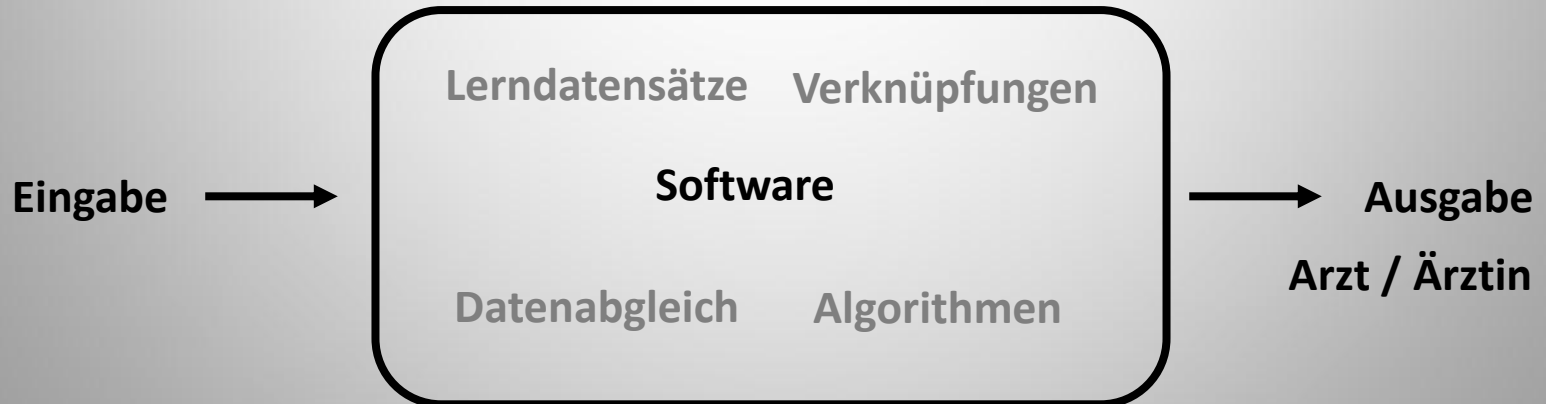 Lerndatensätze Verknüpfungen
Eingabe
Software
Ausgabe
Arzt / Ärztin
Datenabgleich Algorithmen